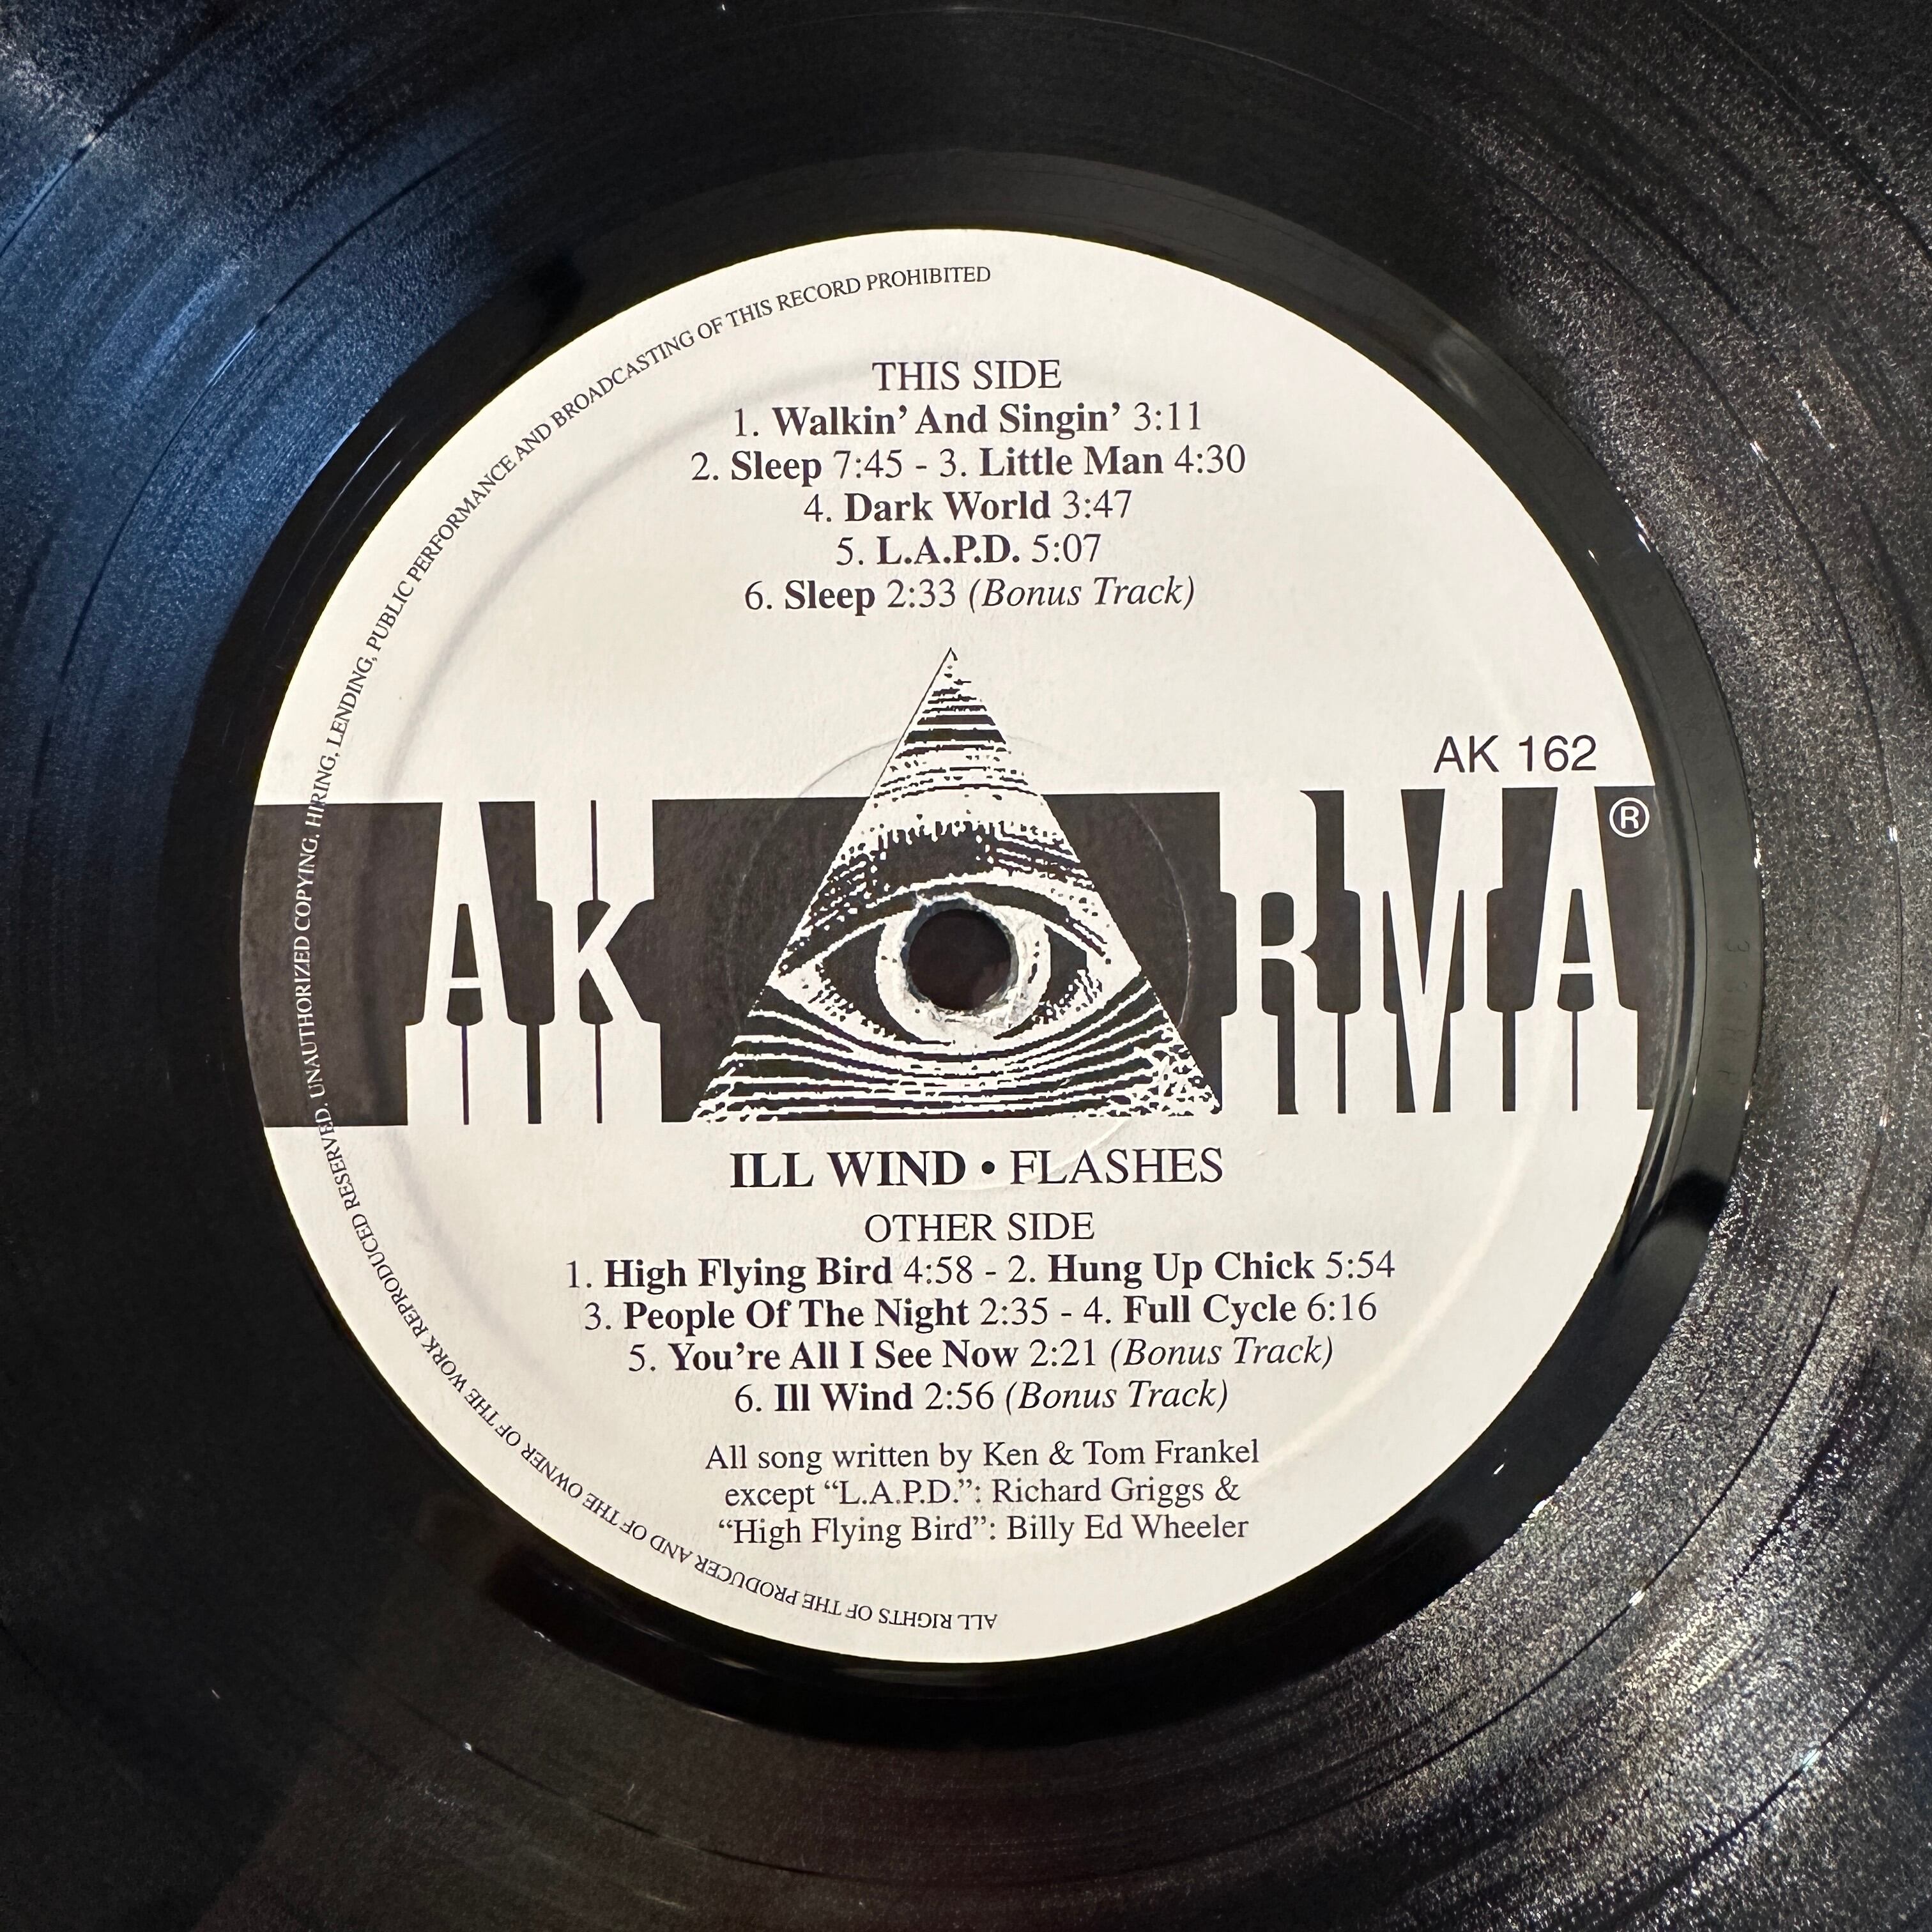 THIS SIDE
1. Walkin' And Singin' 3:11
2. Sleep 7:45 - 3. Little Man 4:30
4. Dark World 3:47
5. L.A.P.D. 5:07
6. Sleep 2:33 (Bonus Track)
AK 162
AKARMA®
ILL WIND • FLASHES
OTHER SIDE
1. High Flying Bird 4:58 - 2. Hung Up Chick 5:54
3. People Of The Night 2:35 - 4. Full Cycle 6:16
5. You're All I See Now 2:21 (Bonus Track)
6. Ill Wind 2:56 (Bonus Track)
All song written by Ken & Tom Frankel
except “L.A.P.D.”: Richard Griggs &
“High Flying Bird”: Billy Ed Wheeler
ALL RIGHTS OF THE PRODUCER AND OF THE OWNER OF THE WORK REPRODUCED RESERVED. UNAUTHORIZED COPYING, HIRING, LENDING, PUBLIC PERFORMANCE AND BROADCASTING OF THIS RECORD PROHIBITED